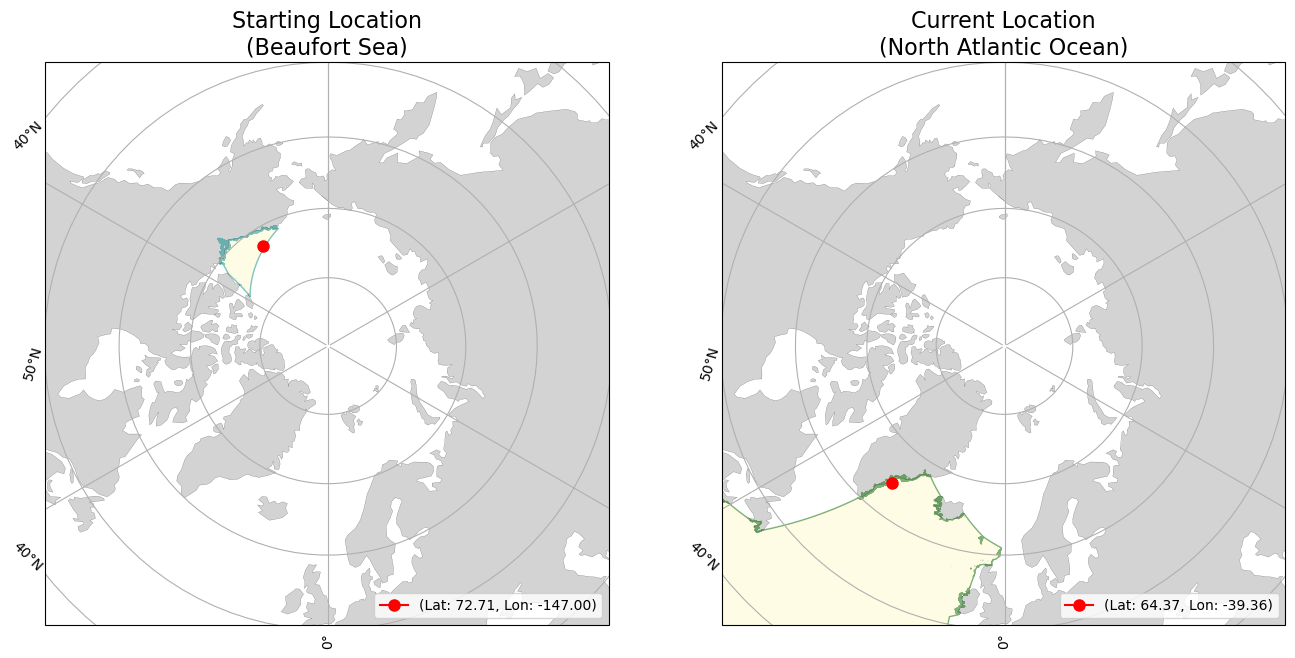 Starting Location
(Beaufort Sea)
40°N
50°N
40°N
0°
(Lat: 72.71, Lon: -147.00)
Current Location
(North Atlantic Ocean)
40°N
50°N
40°N
0°
(Lat: 64.37, Lon: -39.36)